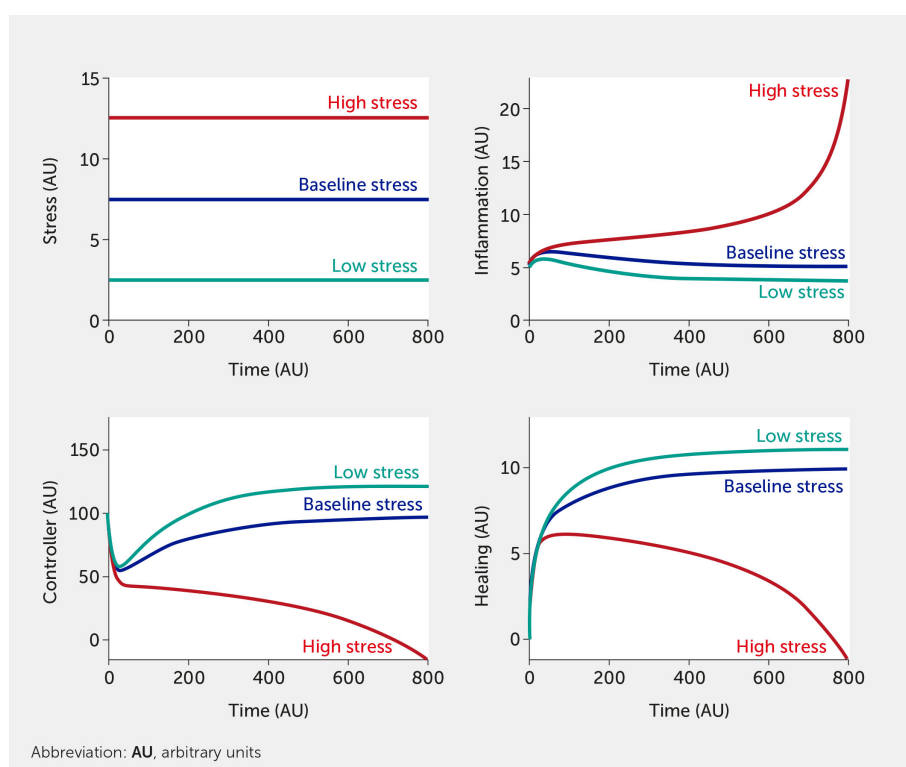 15
10
5
0
Stress (AU)
High stress
Baseline stress
Low stress
0 200 400 600 800
Time (AU)
20
15
10
5
0
Inflammation (AU)
High stress
Baseline stress
Low stress
0 200 400 600 800
Time (AU)
150
100
50
0
Controller (AU)
Low stress
Baseline stress
High stress
0 200 400 600 800
Time (AU)
10
5
0
Healing (AU)
Low stress
Baseline stress
High stress
0 200 400 600 800
Time (AU)
Abbreviation: AU, arbitrary units